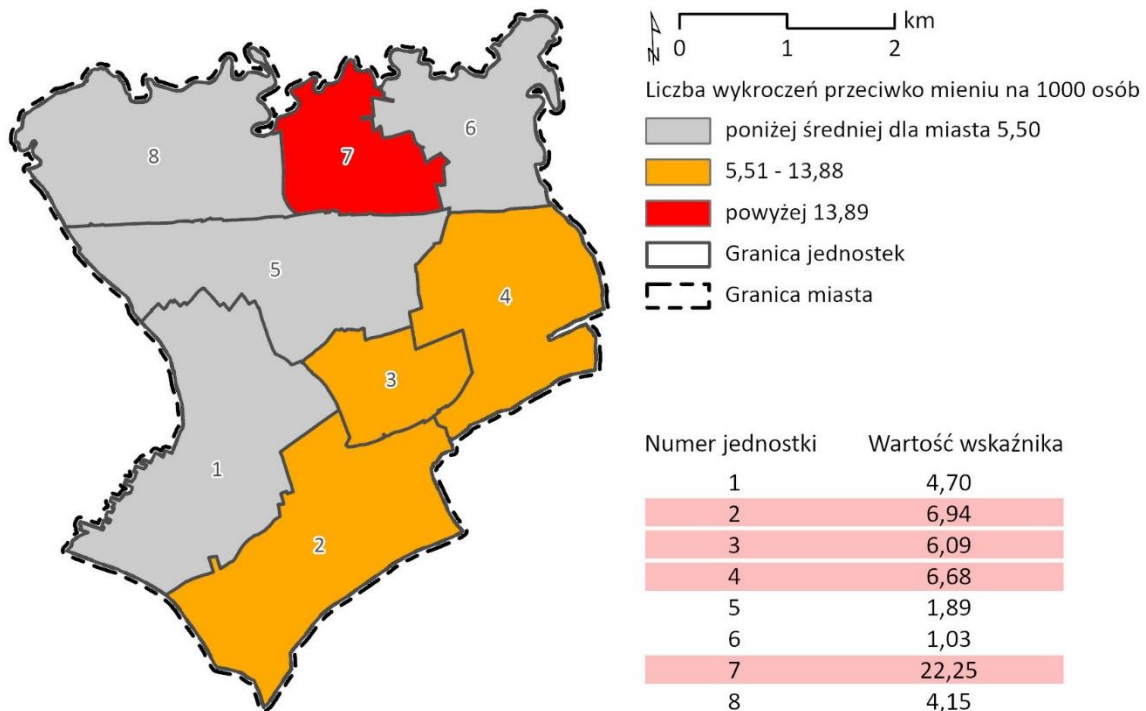 km
N
0 1 2
Liczba wykroczeń przeciwko mieniu na 1000 osób
poniżej średniej dla miasta 5,50
5,51 - 13,88
powyżej 13,89
Granica jednostek
Granica miasta
6
8
7
5
4
3
1
2
Numer jednostki Wartość wskaźnika
1 4,70
2 6,94
3 6,09
4 6,68
5 1,89
6 1,03
7 22,25
8 4,15